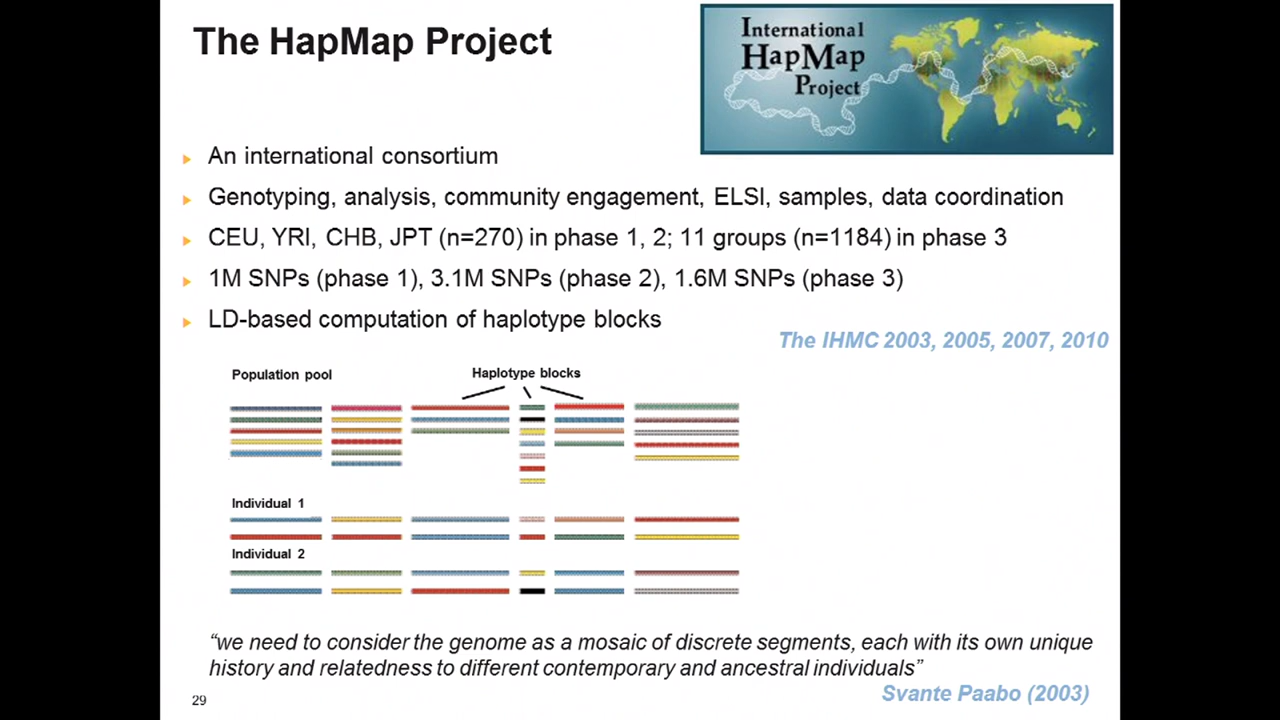 The HapMap Project
International
HapMap
Project
An international consortium
Genotyping, analysis, community engagement, ELSI, samples, data coordination
CEU, YRI, CHB, JPT (n=270) in phase 1, 2; 11 groups (n=1184) in phase 3
1M SNPs (phase 1), 3.1M SNPs (phase 2), 1.6M SNPs (phase 3)
LD-based computation of haplotype blocks
The IHMC 2003, 2005, 2007, 2010
Population pool
Haplotype blocks
Individual 1
Individual 2
“we need to consider the genome as a mosaic of discrete segments, each with its own unique
history and relatedness to different contemporary and ancestral individuals”
Svante Paabo (2003)
29